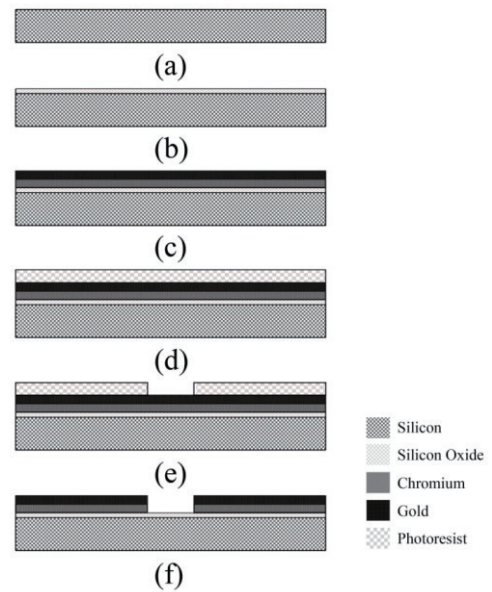 (a)
(b)
(c)
(d)
(e)
(f)
Silicon
Silicon Oxide
Chromium
Gold
Photoresist